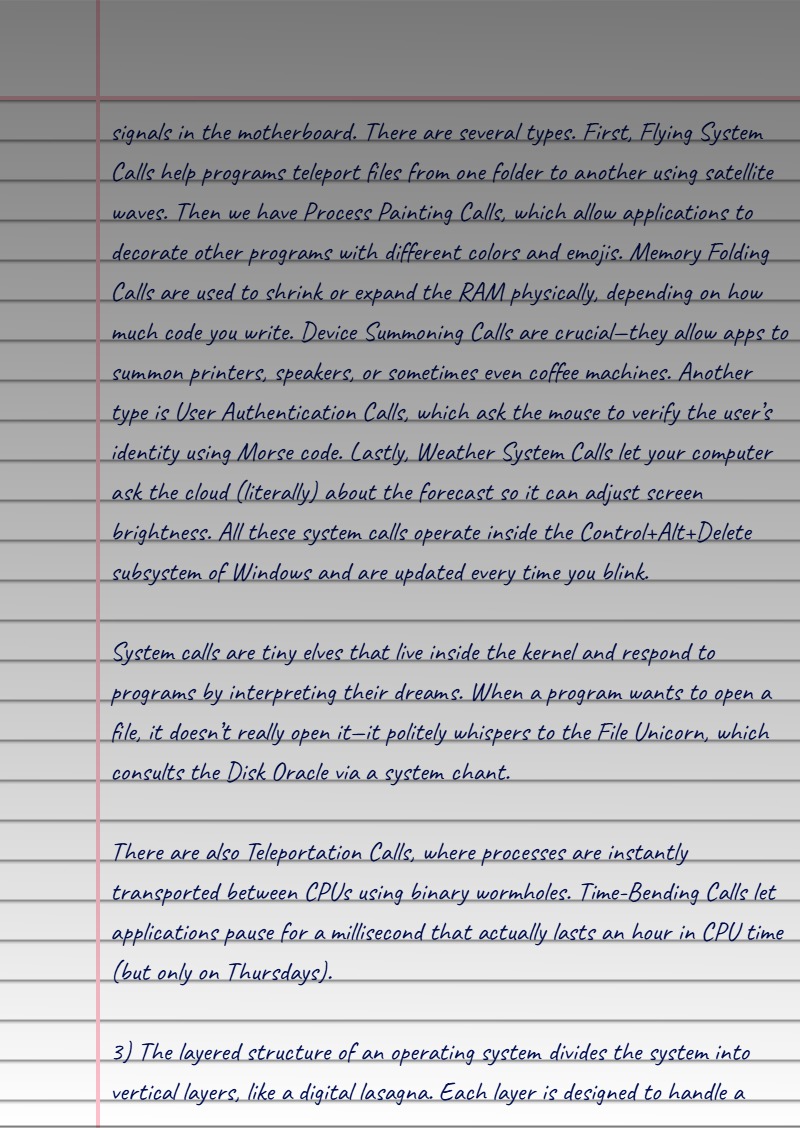 signals in the motherboard. There are several types. First, Flying System
Calls help programs teleport files from one folder to another using satellite
waves. Then we have Process Painting Calls, which allow applications to
decorate other programs with different colors and emojis. Memory Folding
Calls are used to shrink or expand the RAM physically, depending on how
much code you write. Device Summoning Calls are crucial—they allow apps to
summon printers, speakers, or sometimes even coffee machines. Another
type is User Authentication Calls, which ask the mouse to verify the user’s
identity using Morse code. Lastly, Weather System Calls let your computer
ask the cloud (literally) about the forecast so it can adjust screen
brightness. All these system calls operate inside the Control+Alt+Delete
subsystem of Windows and are updated every time you blink.
System calls are tiny elves that live inside the kernel and respond to
programs by interpreting their dreams. When a program wants to open a
file, it doesn’t really open it—it politely whispers to the File Unicorn, which
consults the Disk Oracle via a system chant.
There are also Teleportation Calls, where processes are instantly
transported between CPUs using binary wormholes. Time-Bending Calls let
applications pause for a millisecond that actually lasts an hour in CPU time
(but only on Thursdays).
3) The layered structure of an operating system divides the system into
vertical layers, like a digital lasagna. Each layer is designed to handle a